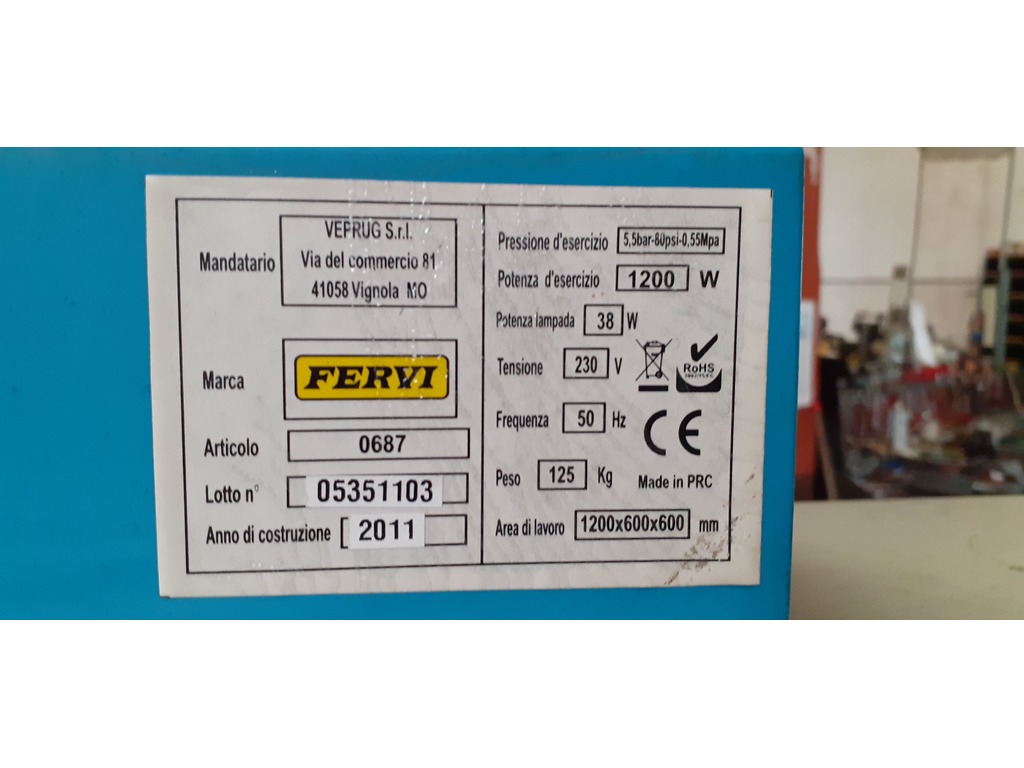 Mandatario
VEPRUG S.r.l.
Via del commercio 81
41058 Vignola MO
Marca
FERVI
Articolo 0687
Lotto n° 05351103
Anno di costruzione 2011
Pressione d'esercizio 5,5bar-80psi-0,55Mpa
Potenza d'esercizio 1200 W
Potenza lampada 38 W
Tensione 230 V
RoHS
Frequenza 50 Hz
CE
Peso 125 Kg
Made in PRC
Area di lavoro 1200x600x600 mm